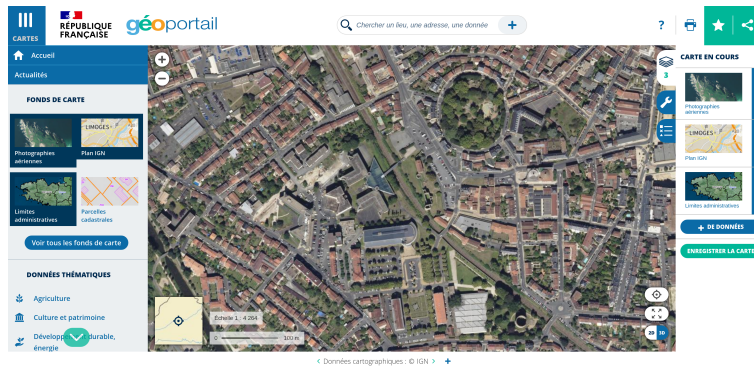 CARTES
RÉPUBLIQUE
FRANÇAISE
géoportail
Chercher un lieu, une adresse, une donnée
+
?
Accueil
Actualités
FONDS DE CARTE
LIMOGES
Photographies
aériennes
Plan IGN
Limites
administratives
Parcelles
cadastrales
Voir tous les fonds de carte
DONNÉES THÉMATIQUES
Agriculture
Culture et patrimoine
durable,
énergie
+
−
Échelle 1 : 4 264
0
100 m
3
2D 3D
CARTE EN COURS
Photographies
aériennes
LIMOGES
Plan IGN
Limites administratives
+ DE DONNÉES
ENREGISTRER LA CARTE
< Données cartographiques : © IGN > +